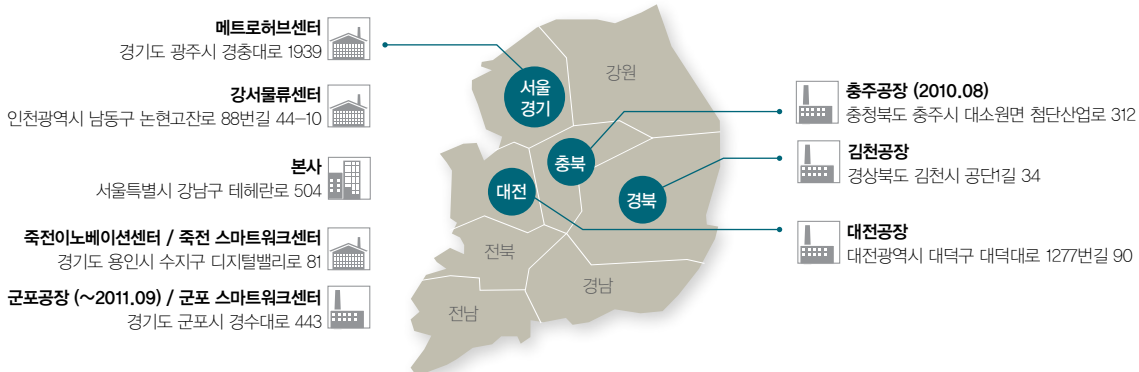 메트로허브센터
경기도 광주시 경충대로 1939
강서물류센터
인천광역시 남동구 논현고잔로 88번길 44-10
본사
서울특별시 강남구 테헤란로 504
죽전이노베이션센터 / 죽전 스마트워크센터
경기도 용인시 수지구 디지털밸리로 81
군포공장 (~2011.09) / 군포 스마트워크센터
경기도 군포시 경수대로 443
서울
경기
강원
충북
대전
경북
전북
경남
전남
충주공장 (2010.08)
충청북도 충주시 대소원면 첨단산업로 312
김천공장
경상북도 김천시 공단1길 34
대전공장
대전광역시 대덕구 대덕대로 1277번길 90